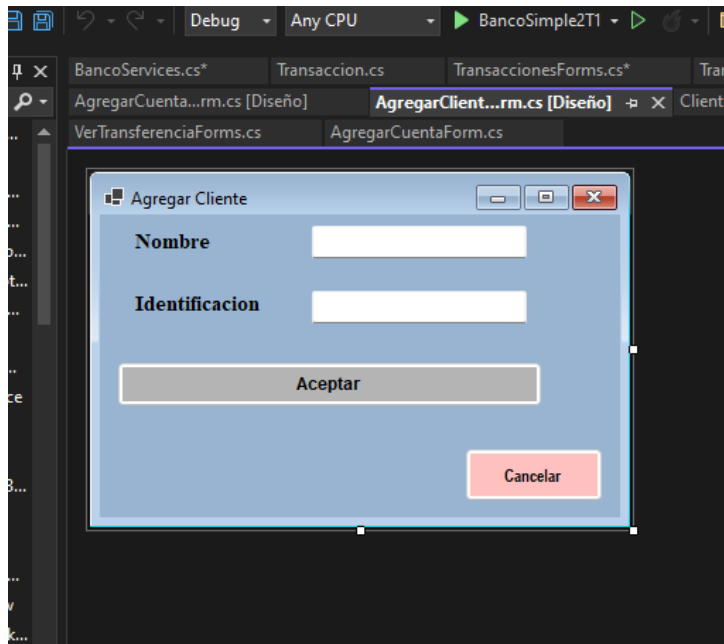 Debug Any CPU BancoSimple2T1
BancoServices.cs* Transaccion.cs TransaccionesForms.cs* Tran
AgregarCuenta...rm.cs [Diseño] AgregarClient...rm.cs [Diseño] Client
VerTransferenciaForms.cs AgregarCuentaForm.cs
Agregar Cliente
Nombre
Identificacion
Aceptar
Cancelar